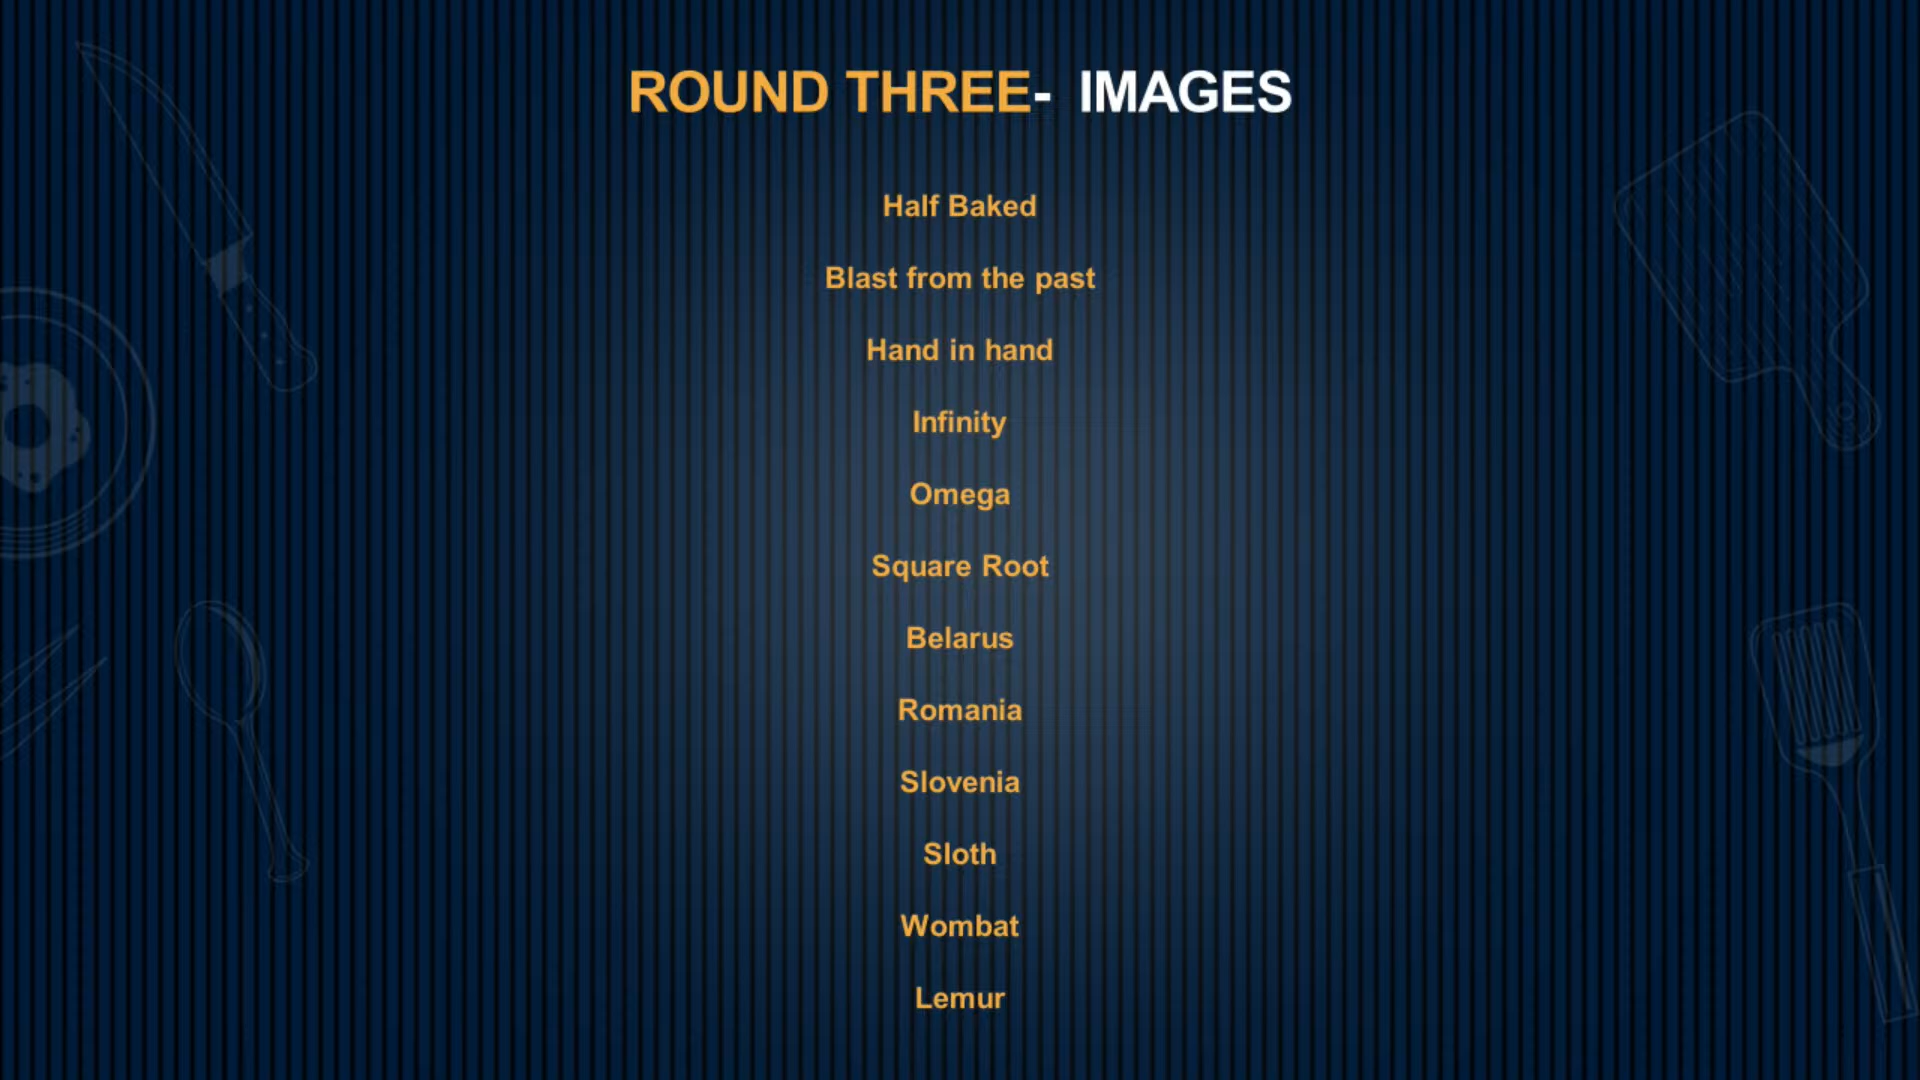 ROUND THREE- IMAGES
Half Baked
Blast from the past
Hand in hand
Infinity
Omega
Square Root
Belarus
Romania
Slovenia
Sloth
Wombat
Lemur